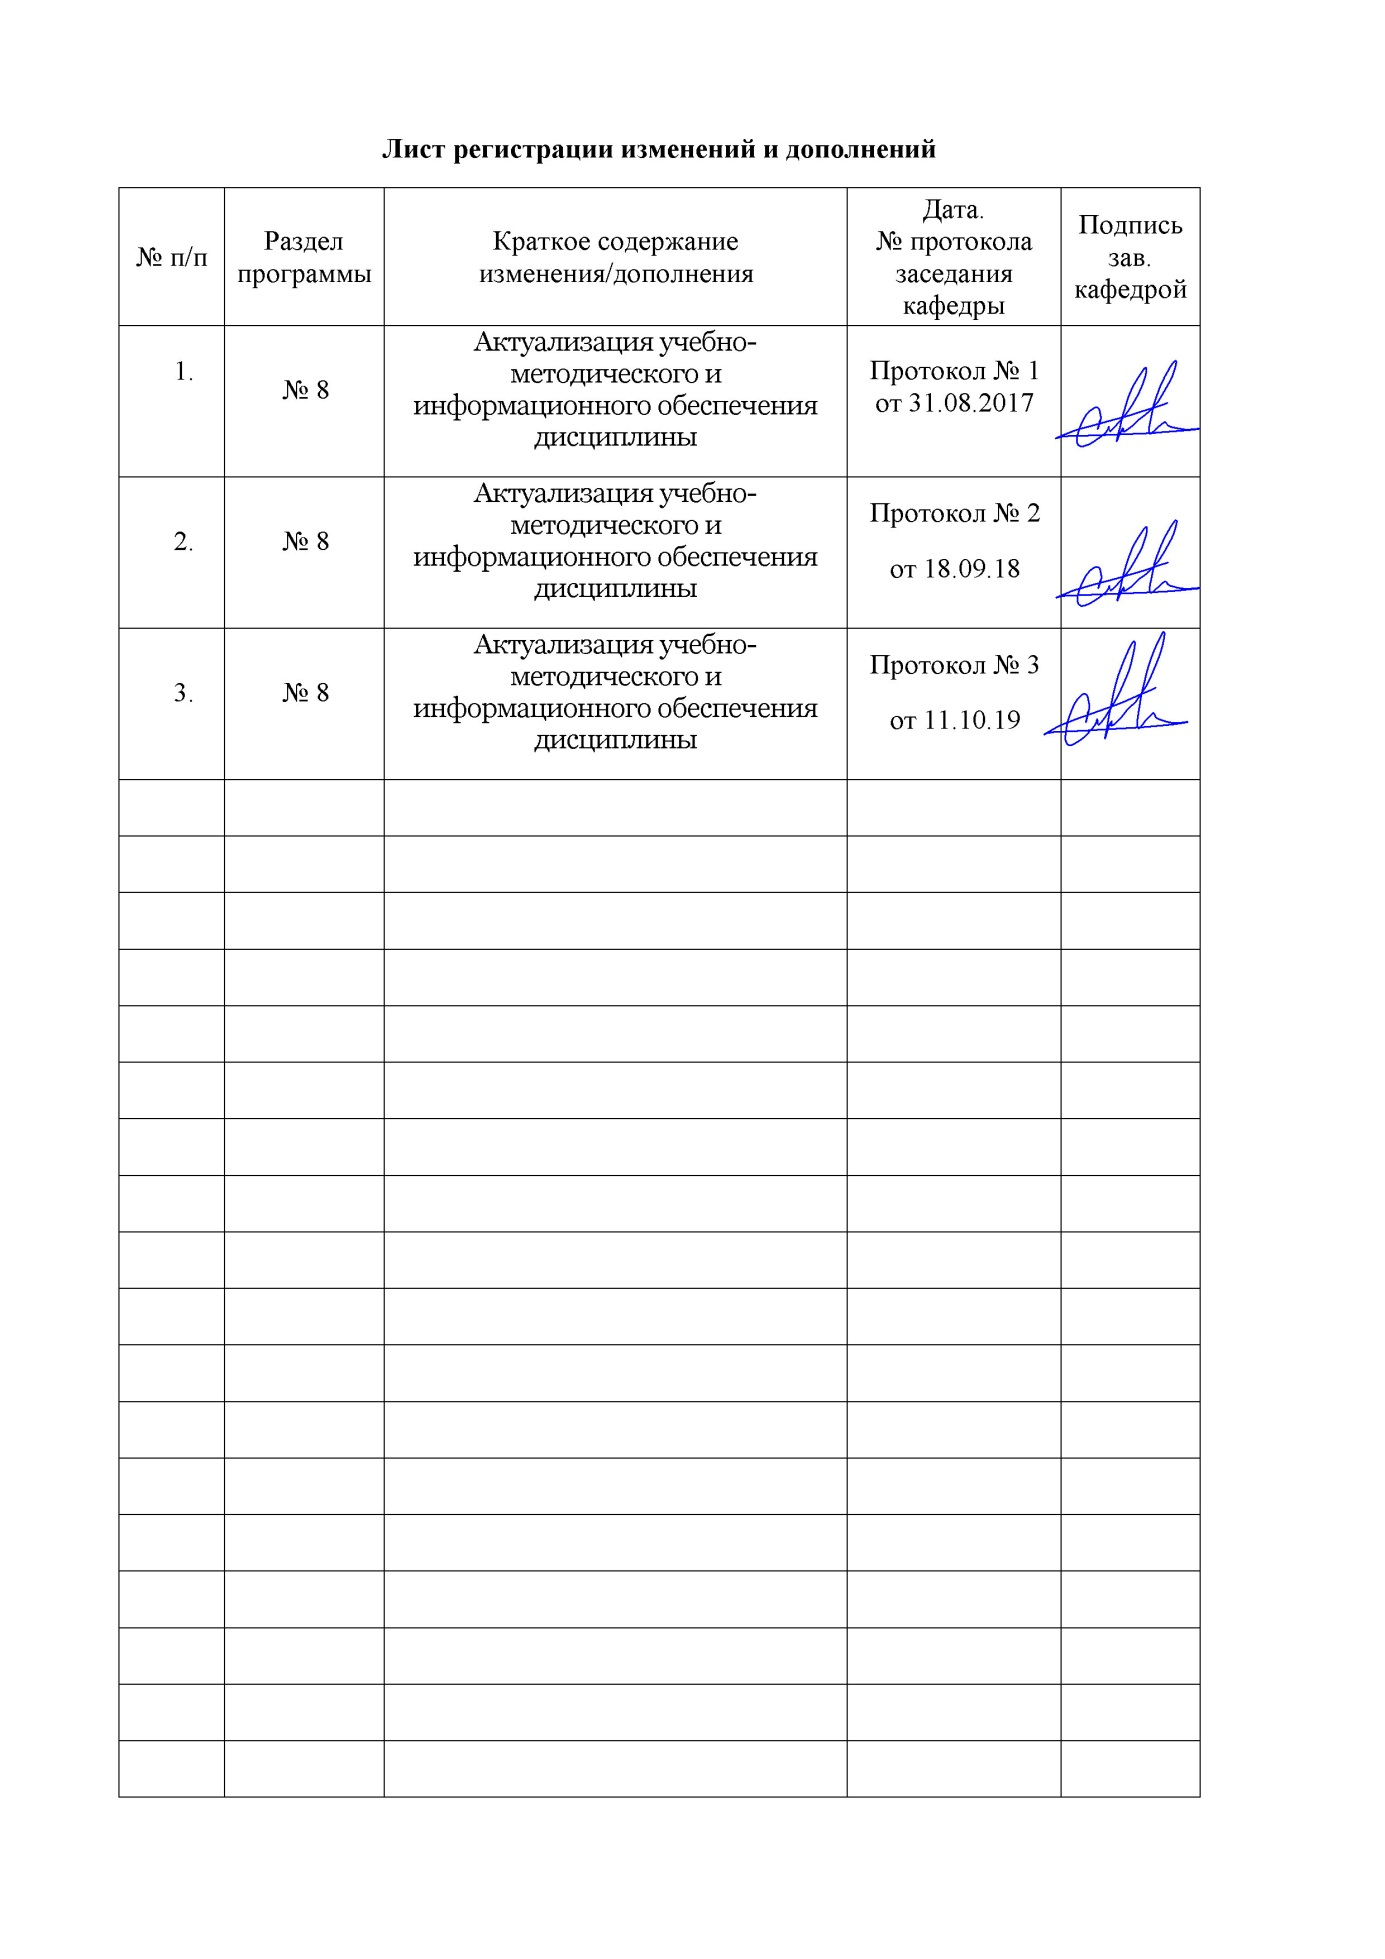 Лист регистрации изменений и дополнений
№ п/п
Раздел
программы
Краткое содержание
изменения/дополнения
Дата.
№ протокола
заседания
кафедры
Подпись
зав.
кафедрой
1.
№ 8
Актуализация учебно-
методического и
информационного обеспечения
дисциплины
Протокол № 1
от 31.08.2017
2.
№ 8
Актуализация учебно-
методического и
информационного обеспечения
дисциплины
Протокол № 2
от 18.09.18
3.
№ 8
Актуализация учебно-
методического и
информационного обеспечения
дисциплины
Протокол № 3
от 11.10.19